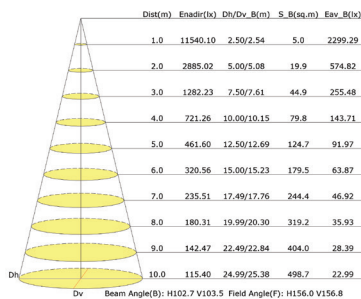 Dist(m) Enadir(lx) Dh/Dv_B(m) S_B(sq.m) Eav_B(lx)
1.0 11540.10 2.50/2.54 5.0 2299.29
2.0 2885.02 5.00/5.08 19.9 574.82
3.0 1282.23 7.50/7.61 44.9 255.48
4.0 721.26 10.00/10.15 79.8 143.71
5.0 461.60 12.50/12.69 124.7 91.97
6.0 320.56 15.00/15.23 179.5 63.87
7.0 235.51 17.49/17.76 244.4 46.92
8.0 180.31 19.99/20.30 319.2 35.93
9.0 142.47 22.49/22.84 404.0 28.39
Dh 10.0 115.40 24.99/25.38 498.7 22.99
Dv Beam Angle(B): H102.7 V103.5 Field Angle(F): H156.0 V156.8